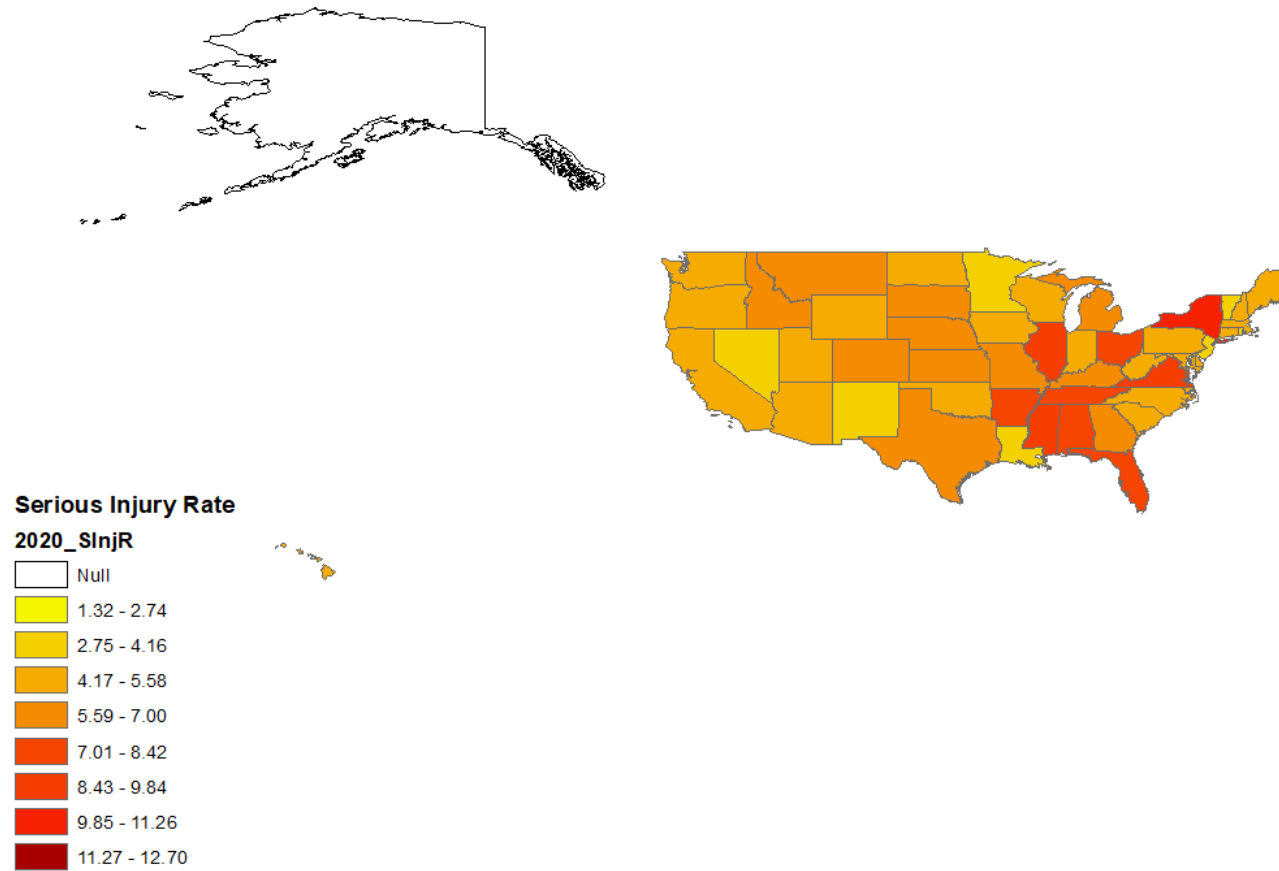 Serious Injury Rate
2020_SInjR
Null
1.32 - 2.74
2.75 - 4.16
4.17 - 5.58
5.59 - 7.00
7.01 - 8.42
8.43 - 9.84
9.85 - 11.26
11.27 - 12.70